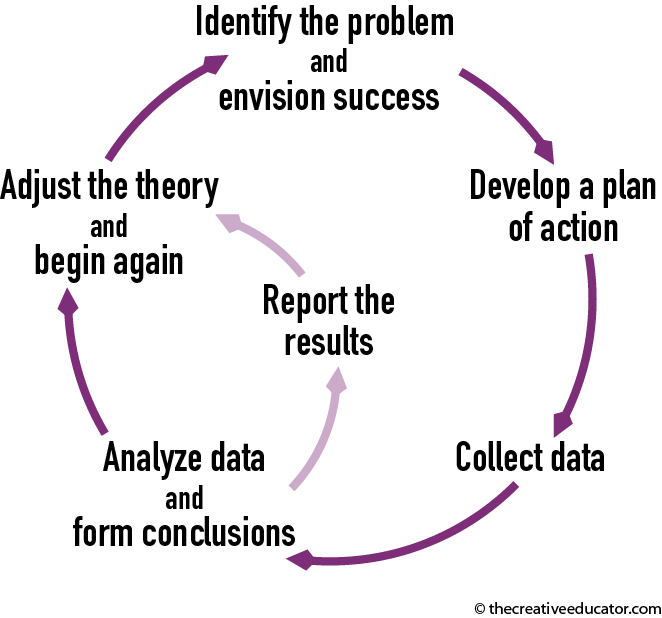 Identify the problem
and
envision success
Develop a plan
of action
Collect data
Analyze data
and
form conclusions
Report the
results
Adjust the theory
and
begin again
© thecreativeeducator.com